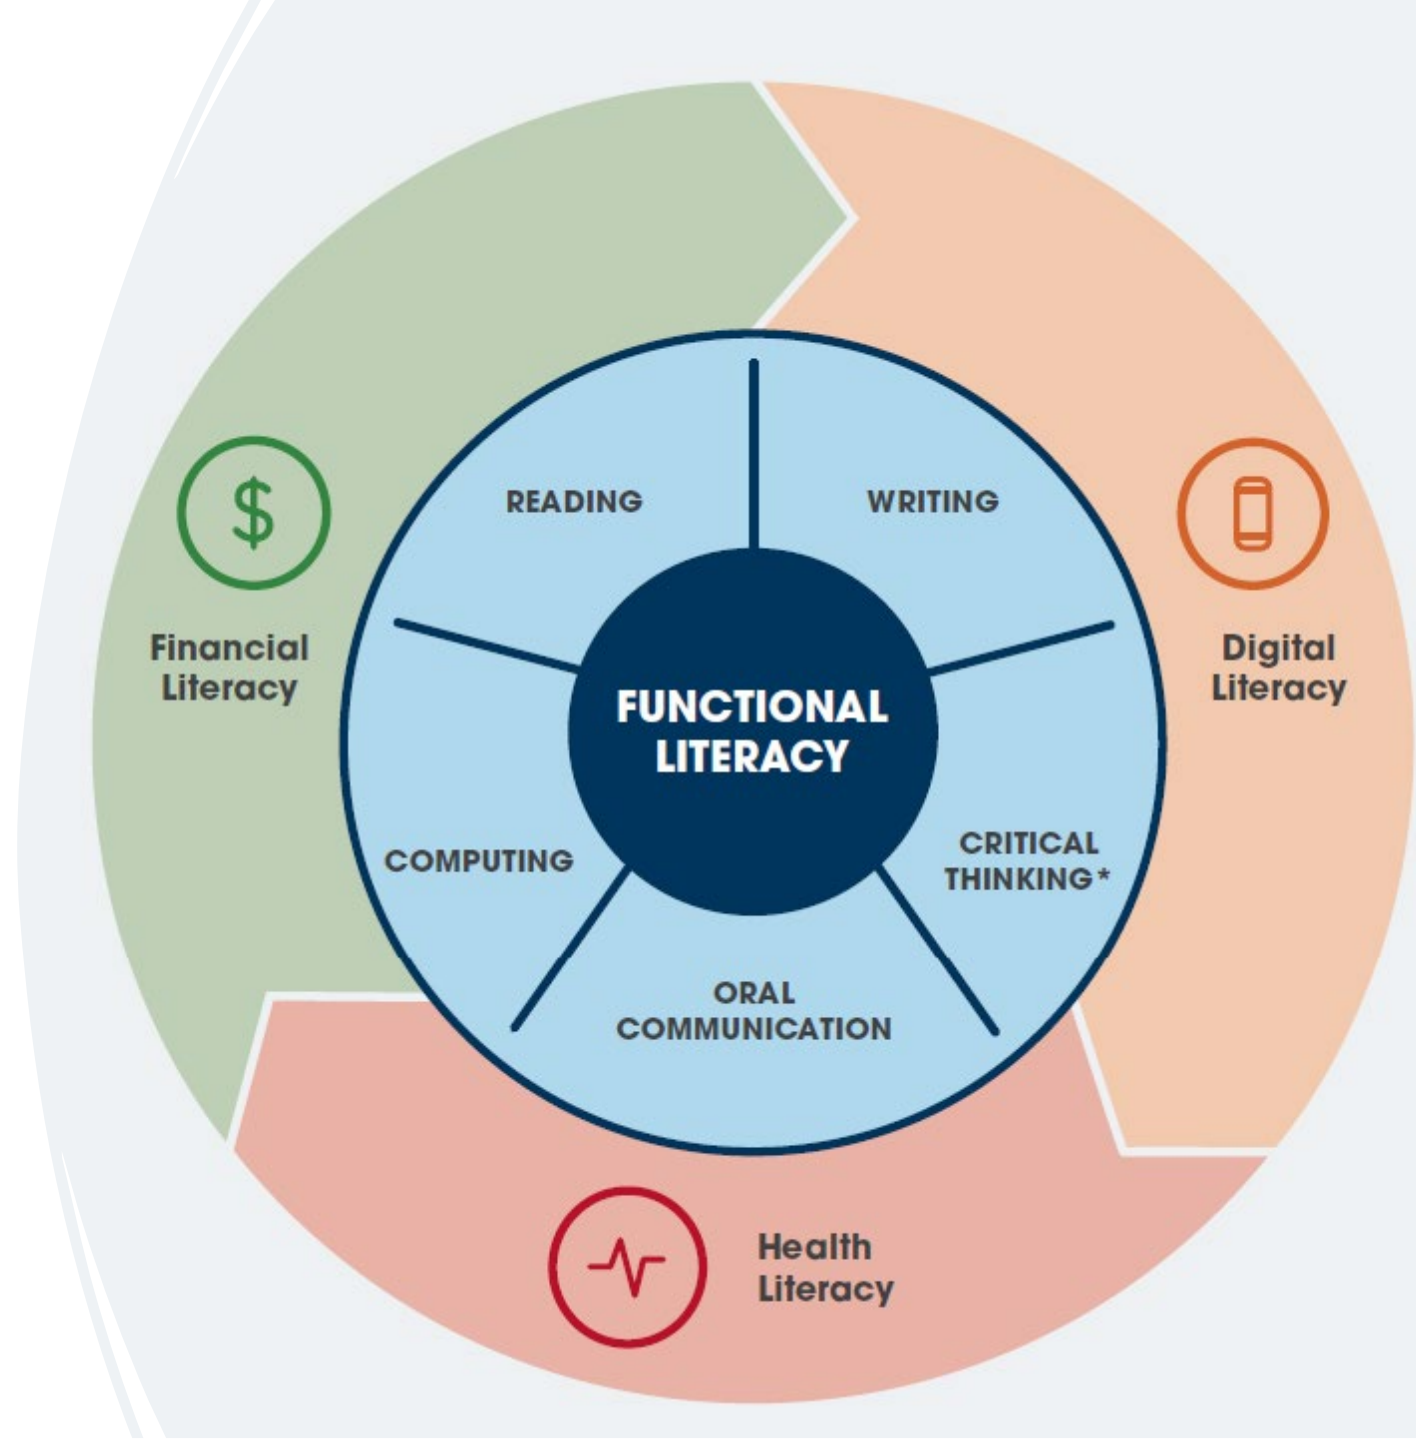 READING
WRITING
$
Financial
Literacy
Digital
Literacy
FUNCTIONAL
LITERACY
COMPUTING
CRITICAL
THINKING*
ORAL
COMMUNICATION
Health
Literacy